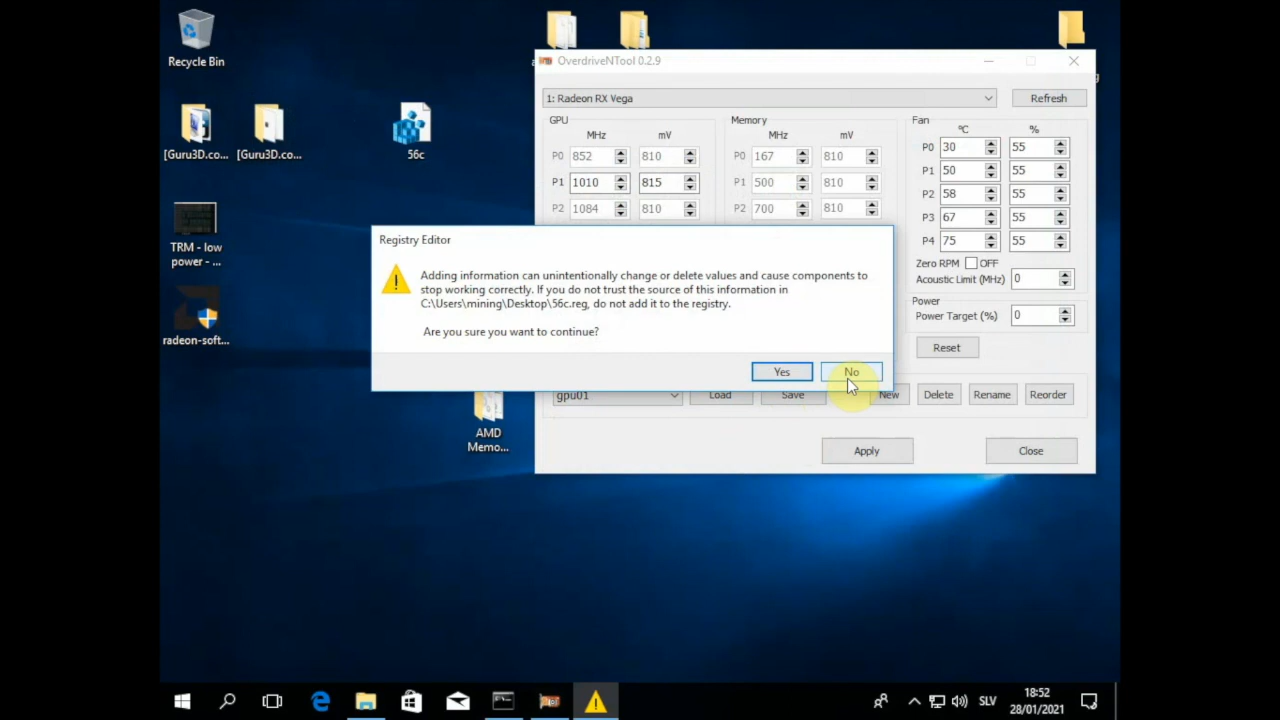 Recycle Bin
[Guru3D.co...
[Guru3D.co...
56c
TRM - low
power - ...
radeon-soft...
AMD
Memo...
OverdriveNTool 0.2.9
1: Radeon RX Vega
Refresh
GPU
MHz mV
P0 852 810
P1 1010 815
P2 1084 810
Memory
MHz mV
P0 167 810
P1 500 810
P2 700 810
Fan
°C %
P0 30 55
P1 50 55
P2 58 55
P3 67 55
P4 75 55
Zero RPM OFF
Acoustic Limit (MHz) 0
Power
Power Target (%) 0
Reset
Registry Editor
Adding information can unintentionally change or delete values and cause components to
stop working correctly. If you do not trust the source of this information in
C:\Users\mining\Desktop\56c.reg, do not add it to the registry.
Are you sure you want to continue?
Yes No
gpu01 Load Save New Delete Rename Reorder
Apply Close
SLV
18:52
28/01/2021